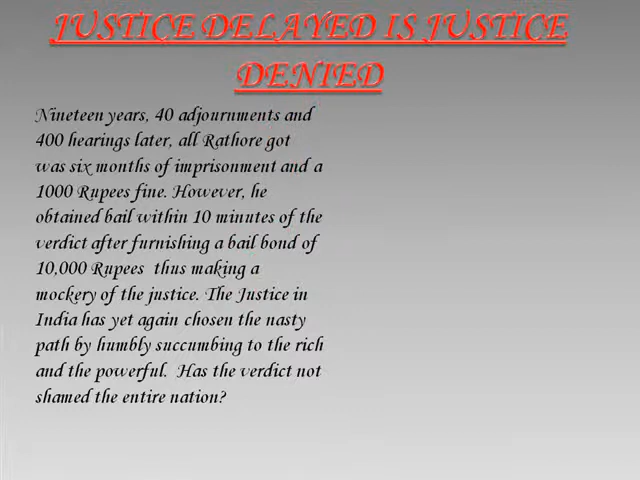 JUSTICE DELAYED IS JUSTICE
DENIED
Nineteen years, 40 adjournments and
400 hearings later, all Rathore got
was six months of imprisonment and a
1000 Rupees fine. However, he
obtained bail within 10 minutes of the
verdict after furnishing a bail bond of
10,000 Rupees  thus making a
mockery of the justice. The Justice in
India has yet again chosen the nasty
path by humbly succumbing to the rich
and the powerful.  Has the verdict not
shamed the entire nation?